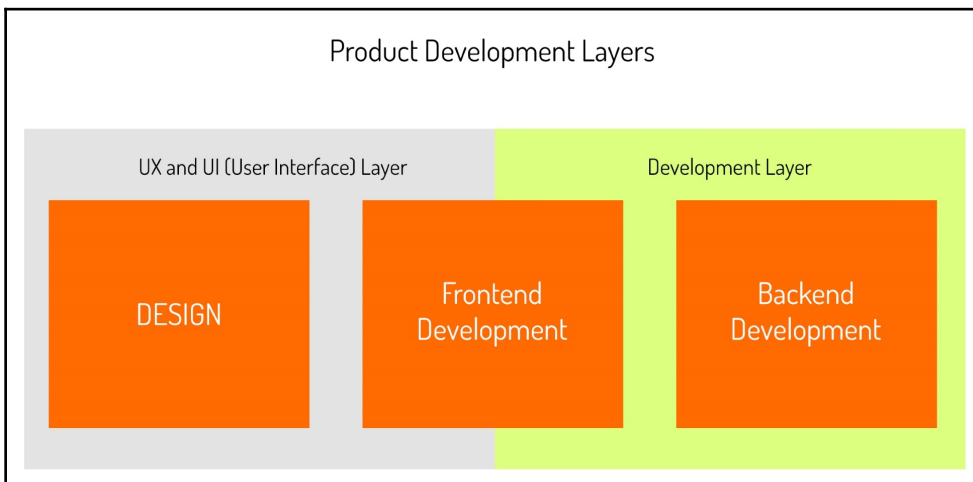 Product Development Layers
UX and UI (User Interface) Layer
Development Layer
DESIGN
Frontend
Development
Backend
Development